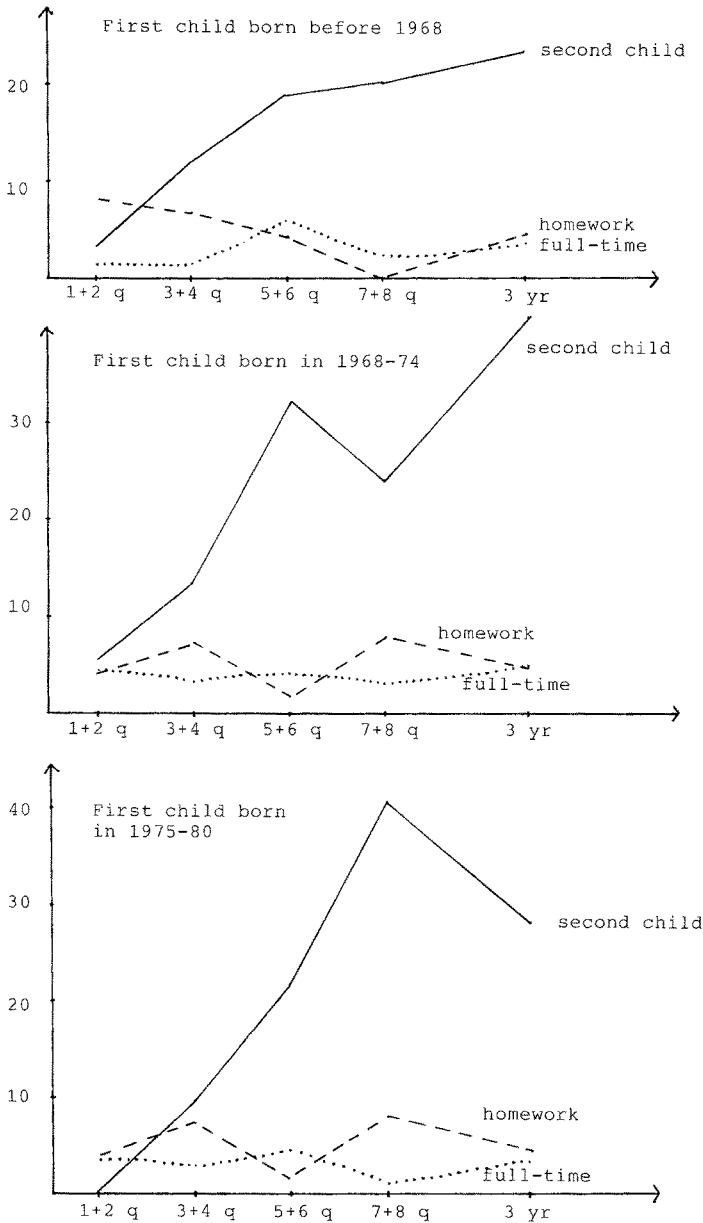 First child born before 1968
second child
20
10
homework
full-time
1+2 q 3+4 q 5+6 q 7+8 q 3 yr
First child born in 1968-74
second child
30
20
10
homework
full-time
1+2 q 3+4 q 5+6 q 7+8 q 3 yr
40
First child born
in 1975-80
30
second child
20
10
homework
full-time
1+2 q 3+4 q 5+6 q 7+8 q 3 yr